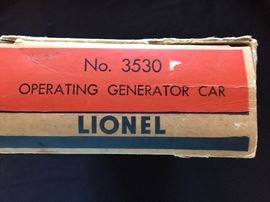 No. 3530
OPERATING GENERATOR CAR
LIONEL